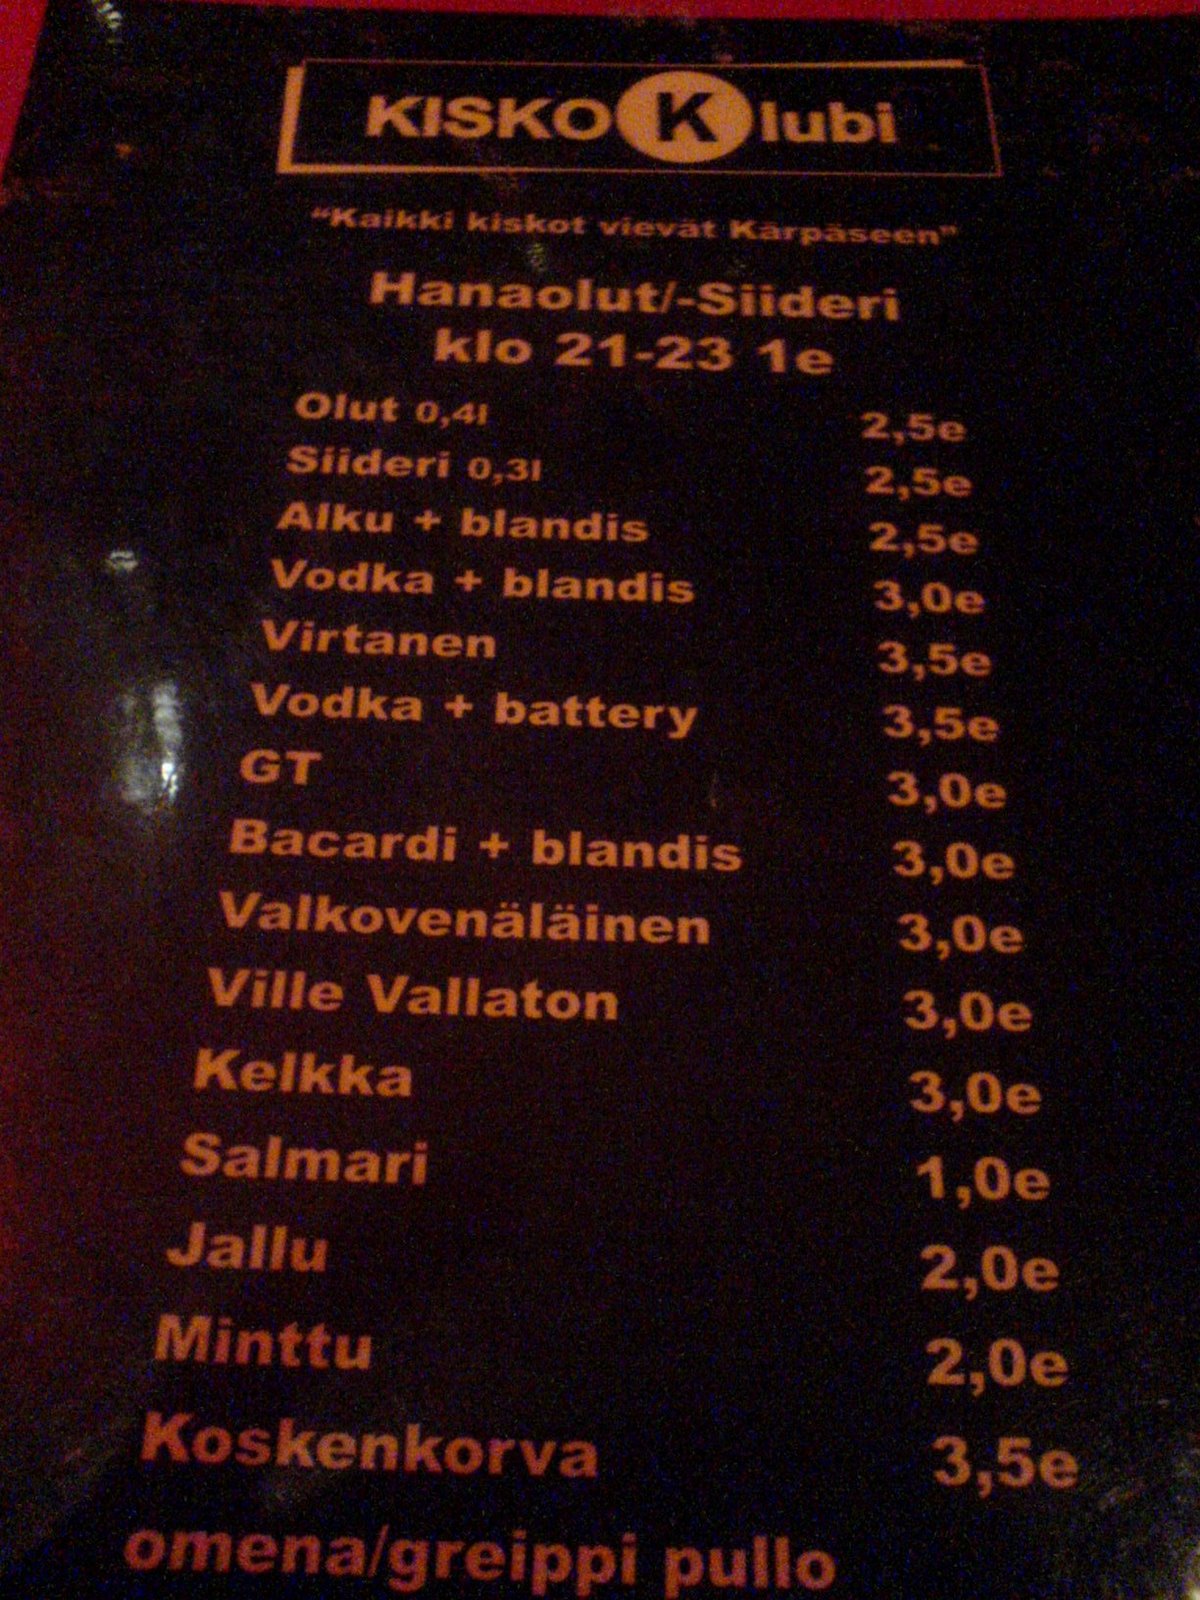 KISKO Klubi
"Kaikki kiskot vievät Kärpäseen"
Hanaolut/-Siideri
klo 21-23 1e
Olut 0,4l 2,5e
Siideri 0,3l 2,5e
Alku + blandis 2,5e
Vodka + blandis 3,0e
Virtanen 3,5e
Vodka + battery 3,5e
GT 3,0e
Bacardi + blandis 3,0e
Valkovenäläinen 3,0e
Ville Vallaton 3,0e
Kelkka 3,0e
Salmari 1,0e
Jallu 2,0e
Minttu 2,0e
Koskenkorva 3,5e
omena/greippi pullo